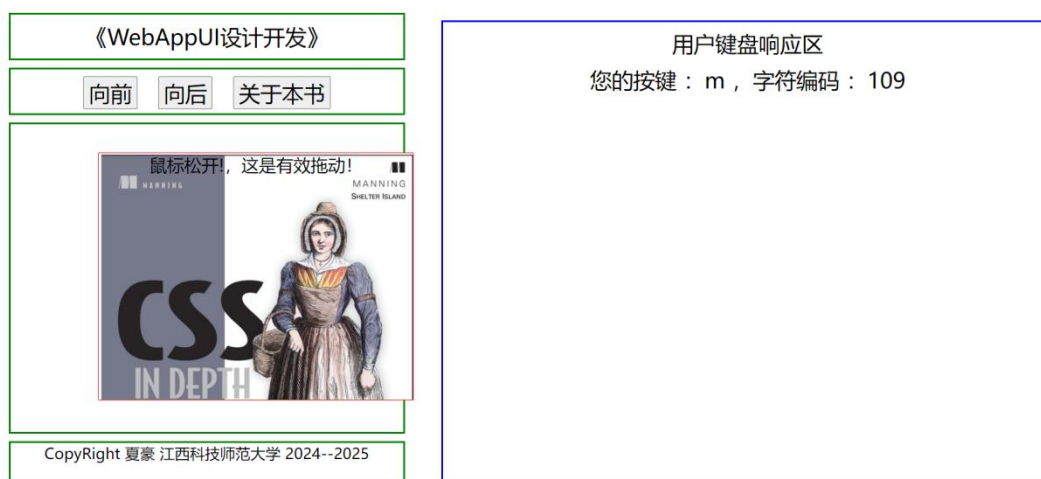 《WebAppUI设计开发》
向前 向后 关于本书
鼠标松开!，这是有效拖动!
MANNING
MANNING
SHELTER ISLAND
CSS
IN DEPTH
CopyRight 夏豪 江西科技师范大学 2024--2025
用户键盘响应区
您的按键 ： m ，字符编码 ： 109